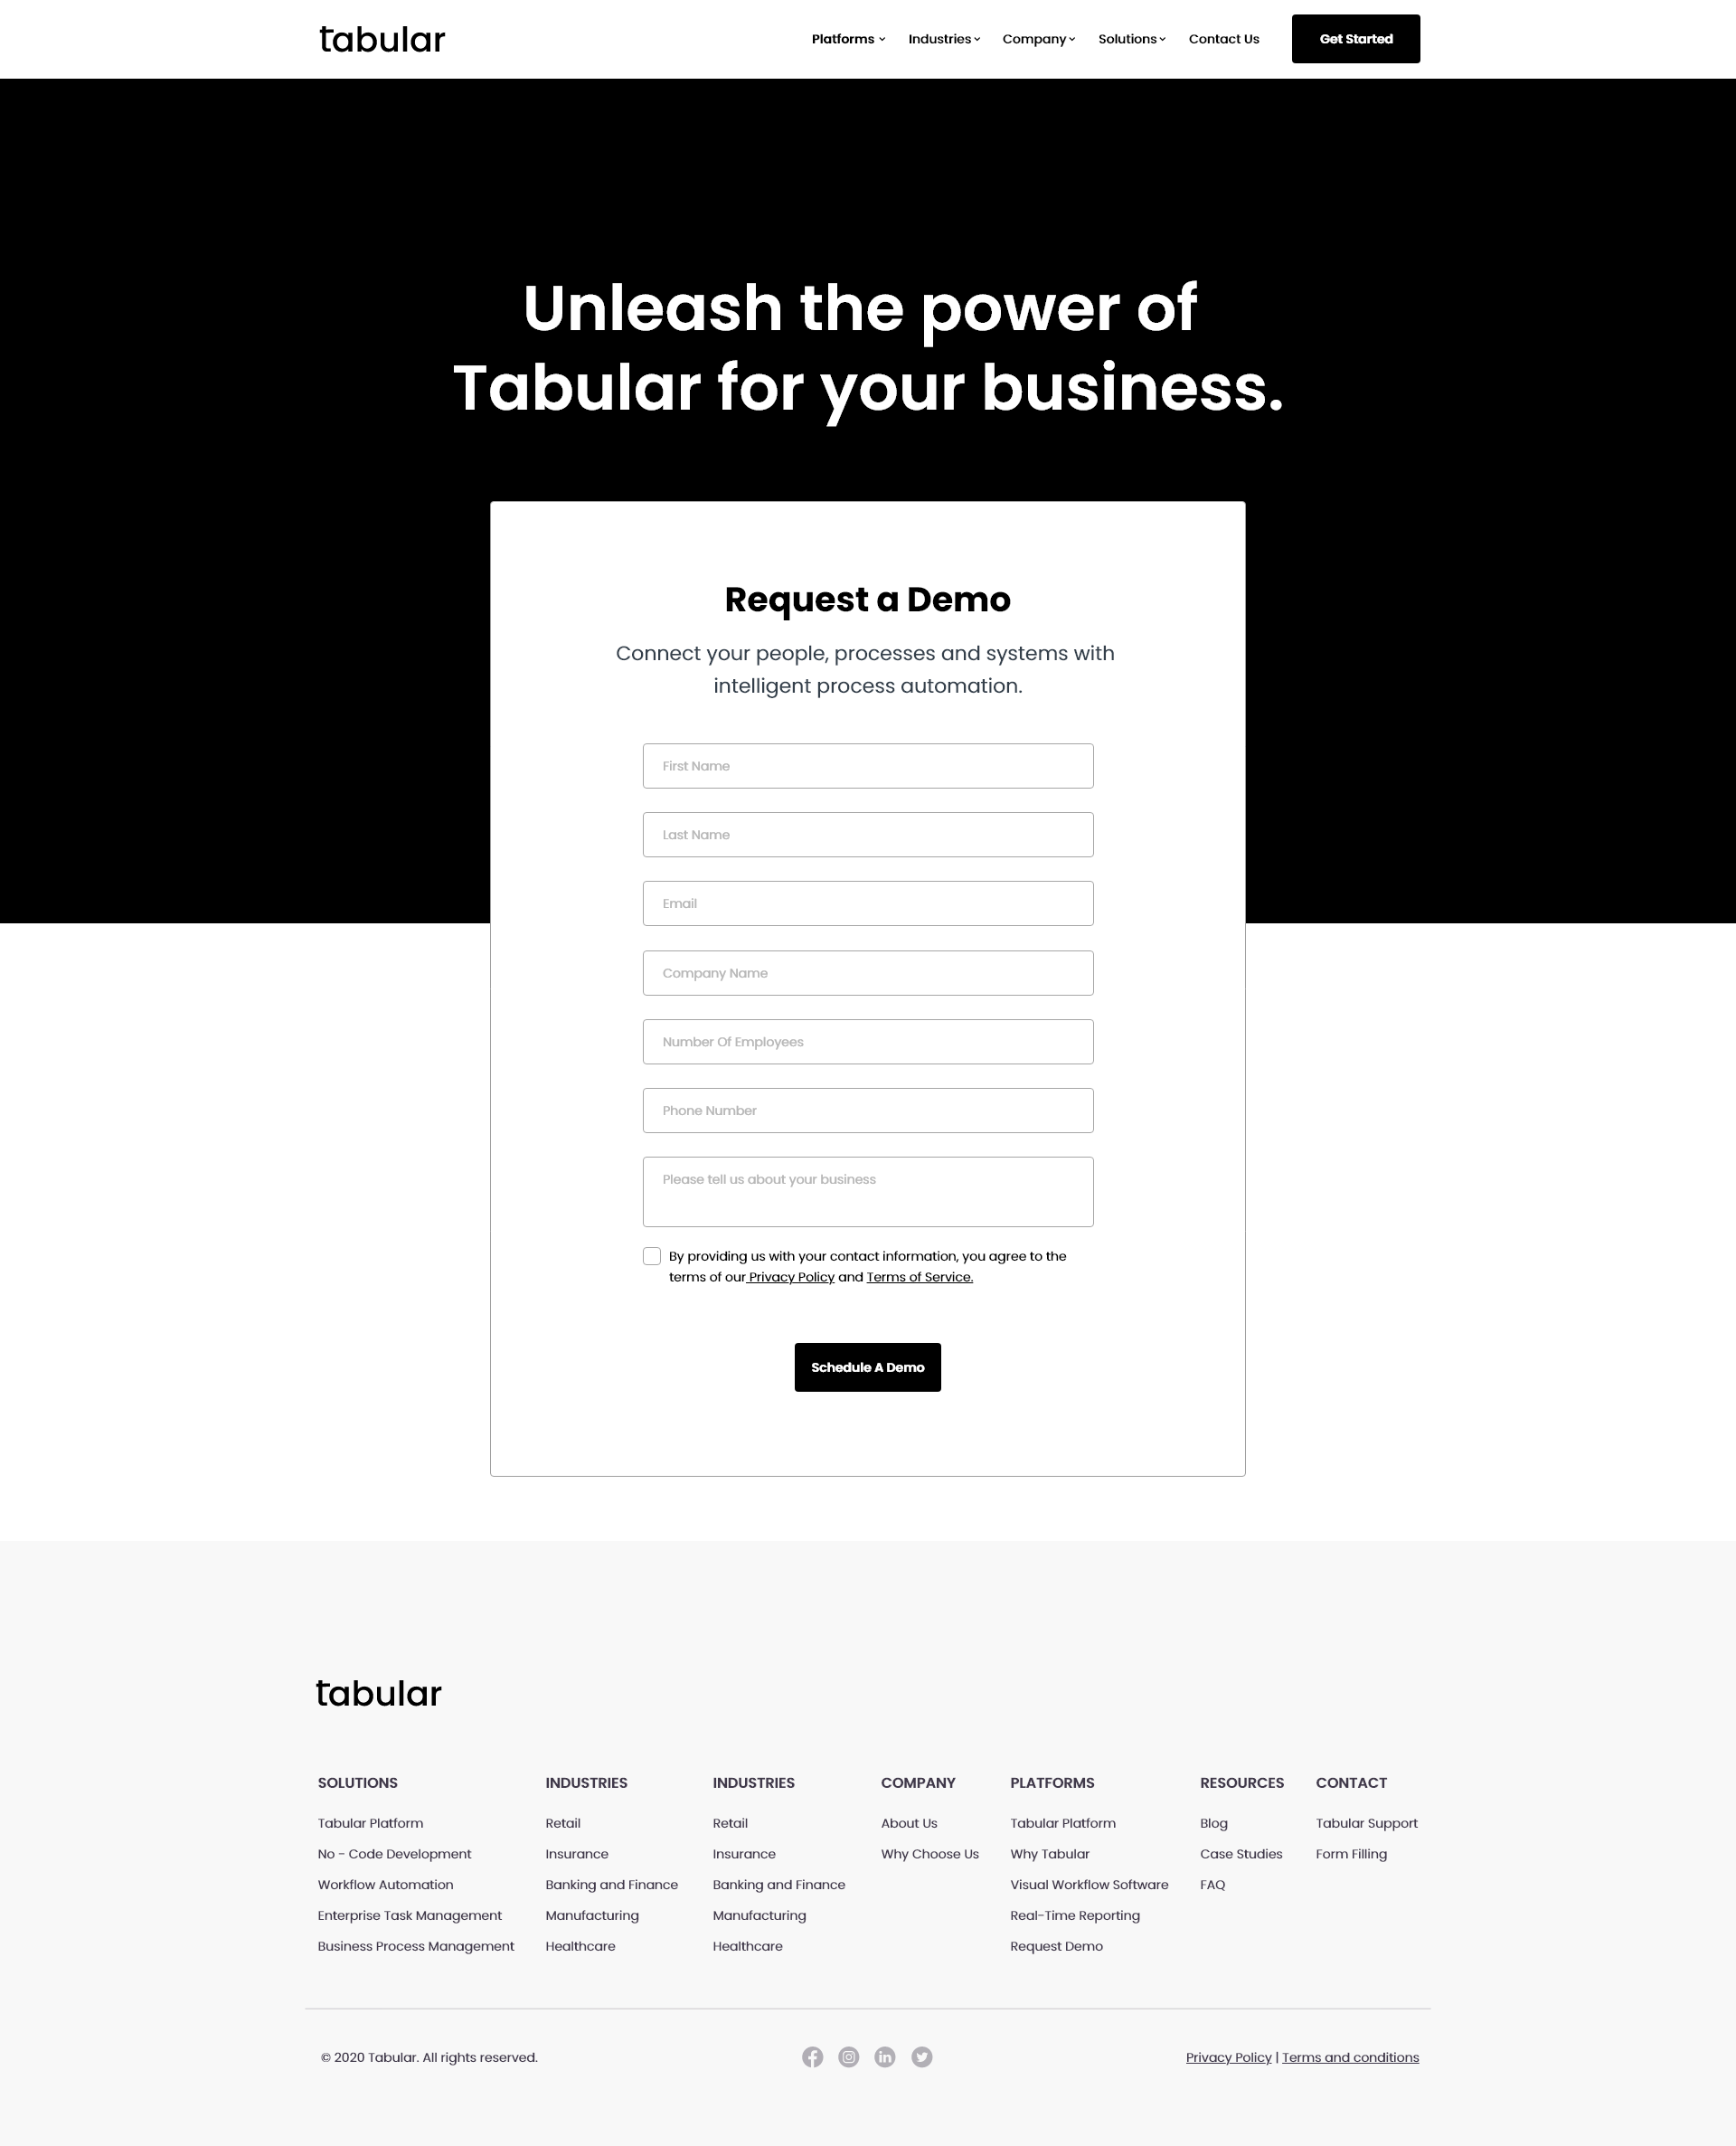 tabular
Platforms
Industries
Company
Solutions
Contact Us
Get Started
Unleash the power of
Tabular for your business.
Request a Demo
Connect your people, processes and systems with
intelligent process automation.
First Name
Last Name
Email
Company Name
Number Of Employees
Phone Number
Please tell us about your business
By providing us with your contact information, you agree to the
terms of our Privacy Policy and Terms of Service.
Schedule A Demo
tabular
SOLUTIONS
Tabular Platform
No - Code Development
Workflow Automation
Enterprise Task Management
Business Process Management
INDUSTRIES
Retail
Insurance
Banking and Finance
Manufacturing
Healthcare
INDUSTRIES
Retail
Insurance
Banking and Finance
Manufacturing
Healthcare
COMPANY
About Us
Why Choose Us
PLATFORMS
Tabular Platform
Why Tabular
Visual Workflow Software
Real-Time Reporting
Request Demo
RESOURCES
Blog
Case Studies
FAQ
CONTACT
Tabular Support
Form Filling
© 2020 Tabular. All rights reserved.
Privacy Policy | Terms and conditions